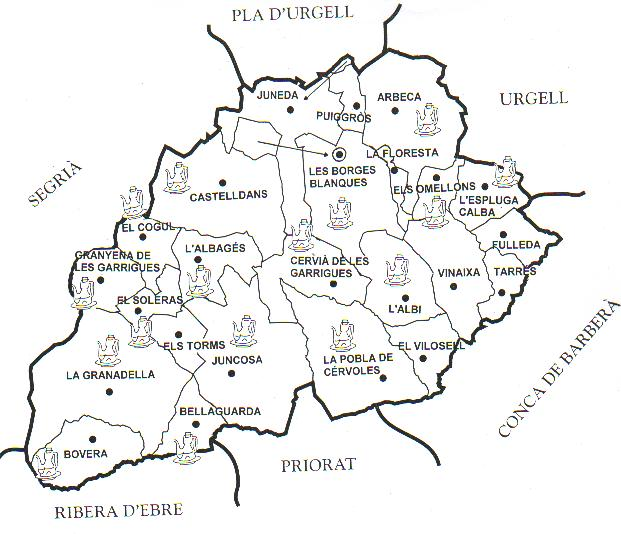 PLA D'URGELL
JUNEDA
ARBECA
URGELL
PUIGGRÒS
LA FLORESTA
SEGRIÀ
LES BORGES
BLANQUES
ELS OMELLONS
CASTELLDANS
L'ESPLUGA
CALBA
EL COGUL
FULLEDA
L'ALBAGÉS
GRANYENA DE
LES GARRIGUES
CERVIÀ DE LES
GARRIGUES
VINAIXA
TARRÉS
EL SOLERAS
L'ALBI
ELS TORMS
EL VILOSELL
JUNCOSA
LA POBLA DE
CÉRVOLES
LA GRANADELLA
CONCA DE BARBERÀ
BELLAGUARDA
BOVERA
PRIORAT
RIBERA D'EBRE